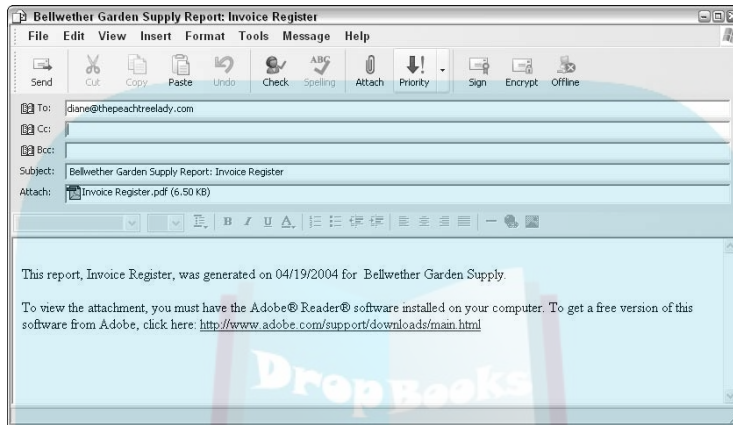 Bellwether Garden Supply Report: Invoice Register
File Edit View Insert Format Tools Message Help
Send Cut Copy Paste Undo Check Spelling Attach Priority Sign Encrypt Offline
To: diane@thepeachtreelady.com
Cc:
Bcc:
Subject: Bellwether Garden Supply Report: Invoice Register
Attach: Invoice Register.pdf (6.50 KB)
This report, Invoice Register, was generated on 04/19/2004 for Bellwether Garden Supply.
To view the attachment, you must have the Adobe® Reader® software installed on your computer. To get a free version of this
software from Adobe, click here: http://www.adobe.com/support/downloads/main.html
DropBooks